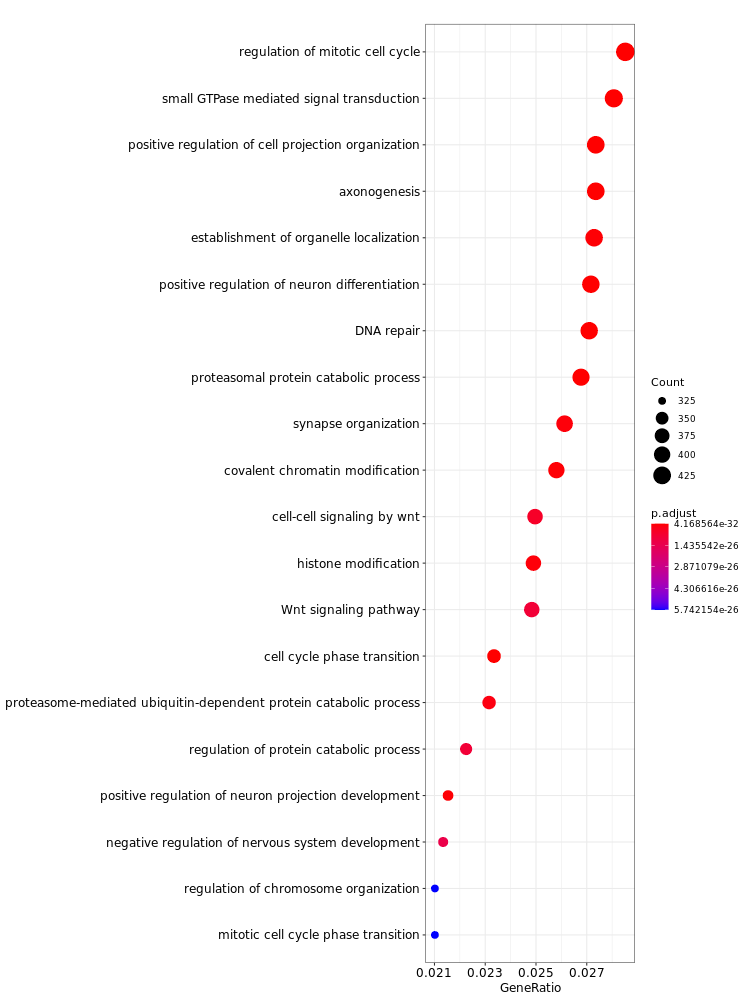 regulation of mitotic cell cycle
small GTPase mediated signal transduction
positive regulation of cell projection organization
axonogenesis
establishment of organelle localization
positive regulation of neuron differentiation
DNA repair
proteasomal protein catabolic process
synapse organization
covalent chromatin modification
cell-cell signaling by wnt
histone modification
Wnt signaling pathway
cell cycle phase transition
proteasome-mediated ubiquitin-dependent protein catabolic process
regulation of protein catabolic process
positive regulation of neuron projection development
negative regulation of nervous system development
regulation of chromosome organization
mitotic cell cycle phase transition
0.021 0.023 0.025 0.027
GeneRatio
Count
325
350
375
400
425
p.adjust
4.168564e-32
1.435542e-26
2.871079e-26
4.306616e-26
5.742154e-26